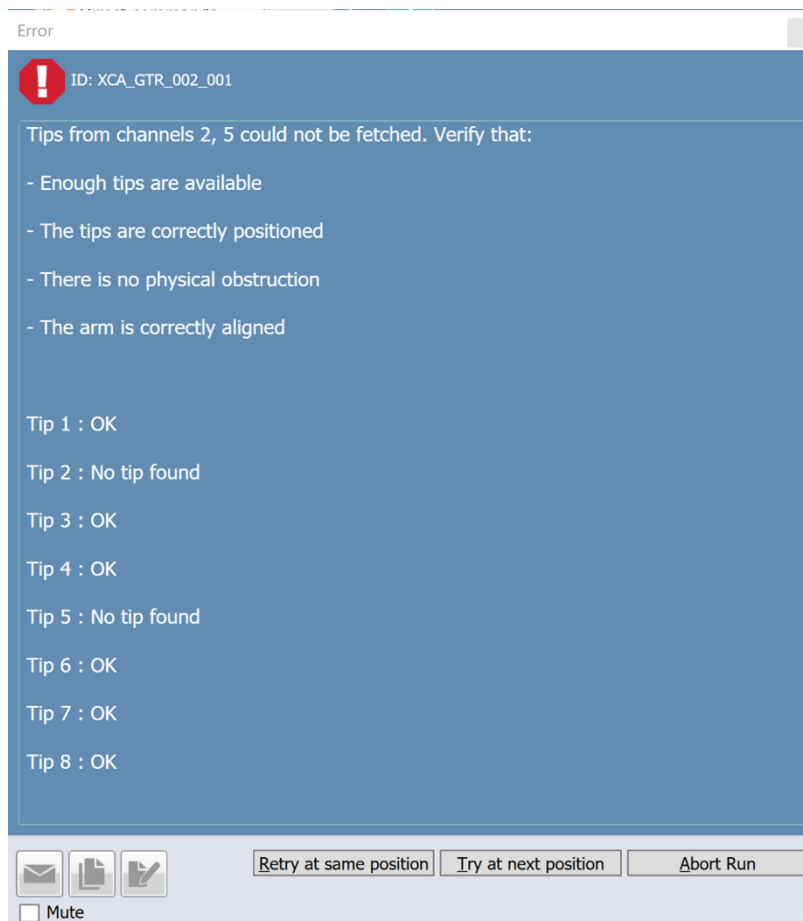 Error
ID: XCA_GTR_002_001
Tips from channels 2, 5 could not be fetched. Verify that:
- Enough tips are available
- The tips are correctly positioned
- There is no physical obstruction
- The arm is correctly aligned
Tip 1 : OK
Tip 2 : No tip found
Tip 3 : OK
Tip 4 : OK
Tip 5 : No tip found
Tip 6 : OK
Tip 7 : OK
Tip 8 : OK
Retry at same position Try at next position Abort Run
Mute